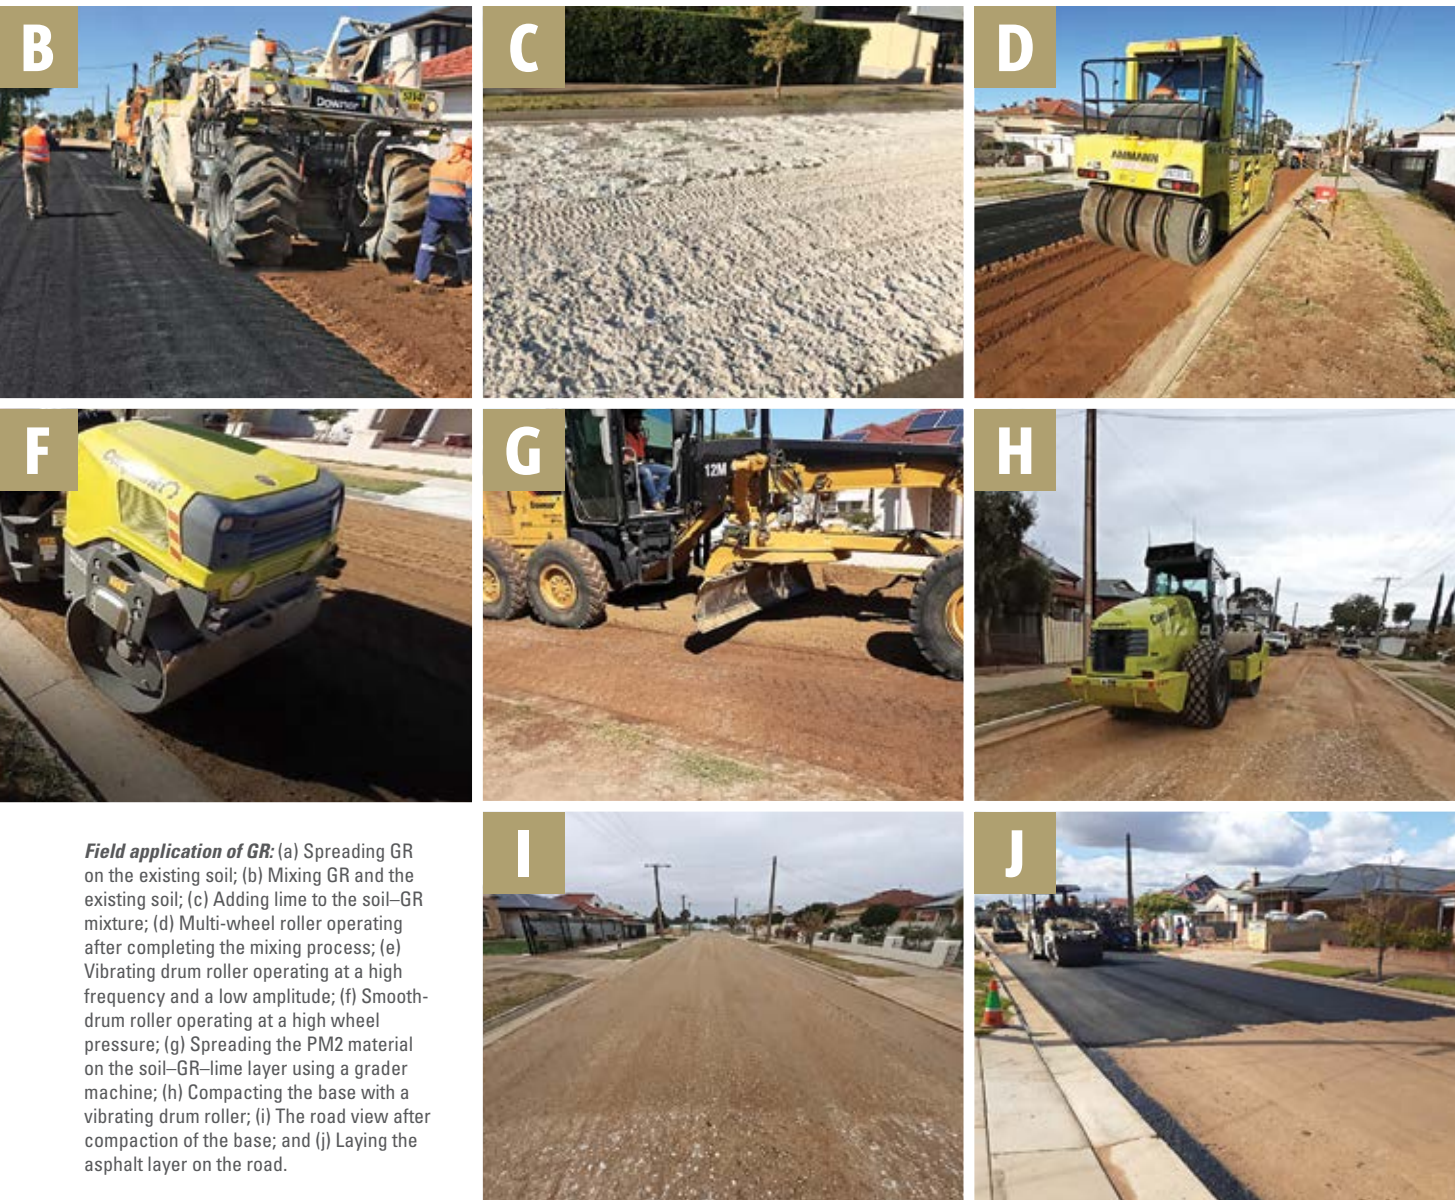 B
Downer
C
D
AMMANN
F
G
12M
H
Field application of GR: (a) Spreading GR
on the existing soil; (b) Mixing GR and the
existing soil; (c) Adding lime to the soil–GR
mixture; (d) Multi-wheel roller operating
after completing the mixing process; (e)
Vibrating drum roller operating at a high
frequency and a low amplitude; (f) Smooth-
drum roller operating at a high wheel
pressure; (g) Spreading the PM2 material
on the soil–GR–lime layer using a grader
machine; (h) Compacting the base with a
vibrating drum roller; (i) The road view after
compaction of the base; and (j) Laying the
asphalt layer on the road.
I
J